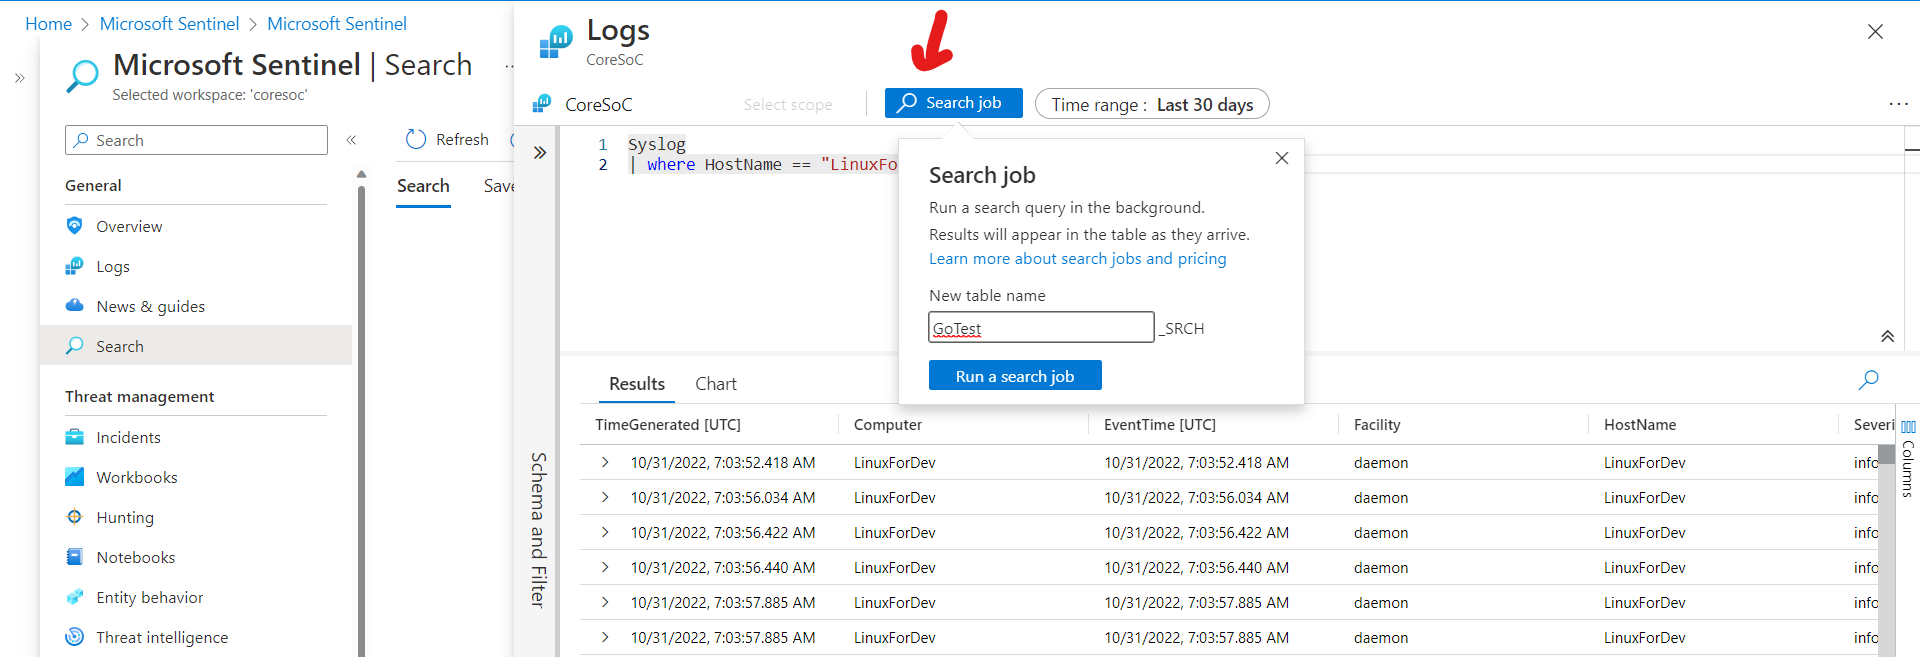 Home > Microsoft Sentinel > Microsoft Sentinel
Microsoft Sentinel | Search ...
Selected workspace: 'coresoc'
Search
Refresh
General
Overview
Logs
News & guides
Search
Threat management
Incidents
Workbooks
Hunting
Notebooks
Entity behavior
Threat intelligence
Search Save
Logs
CoreSoC
CoreSoC Select scope Search job Time range : Last 30 days ...
1 Syslog
2 | where HostName == "LinuxFo
Search job
Run a search query in the background.
Results will appear in the table as they arrive.
Learn more about search jobs and pricing
New table name
GoTest _SRCH
Run a search job
Schema and Filter
Results Chart
TimeGenerated [UTC] Computer EventTime [UTC] Facility HostName Severi
10/31/2022, 7:03:52.418 AM LinuxForDev 10/31/2022, 7:03:52.418 AM daemon LinuxForDev info
10/31/2022, 7:03:56.034 AM LinuxForDev 10/31/2022, 7:03:56.034 AM daemon LinuxForDev info
10/31/2022, 7:03:56.422 AM LinuxForDev 10/31/2022, 7:03:56.422 AM daemon LinuxForDev info
10/31/2022, 7:03:56.440 AM LinuxForDev 10/31/2022, 7:03:56.440 AM daemon LinuxForDev info
10/31/2022, 7:03:57.885 AM LinuxForDev 10/31/2022, 7:03:57.885 AM daemon LinuxForDev info
10/31/2022, 7:03:57.885 AM LinuxForDev 10/31/2022, 7:03:57.885 AM daemon LinuxForDev info
Columns